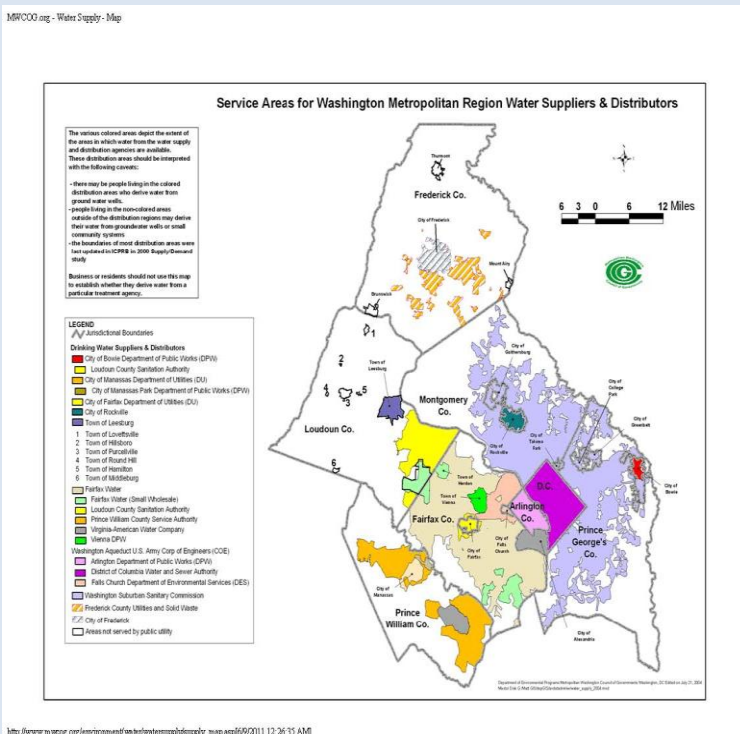 MWCOG.org - Water Supply - Map
Service Areas for Washington Metropolitan Region Water Suppliers & Distributors
The various colored areas depict the extent of
the areas in which water from the water supply
and distribution agencies are available.
These distribution areas should be interpreted
with the following caveats:
- there may be people living in the colored
distribution areas who derive water from
ground water wells.
- people living in the non-colored areas
outside of the distribution regions may derive
their water from groundwater wells or small
community systems
- the boundaries of most distribution areas were
last updated in ICPRB in 2000 Supply/Demand
study
Business or residents should not use this map
to establish whether they derive water from a
particular treatment agency.
6 3 0 6 12 Miles
Thurmont
Frederick Co.
City of Frederick
Mount Airy
Brunswick
1
2
4
5
3
6
Town of
Leesburg
Loudoun Co.
Montgomery
Co.
City of
Gaithersburg
City of
College
Park
City of
Greenbelt
City of
Rockville
City of
Takoma
Park
City of
Bowie
D.C.
Town of
Herndon
Town of
Vienna
Arlington
Co.
Fairfax Co.
City of
Fairfax
City of
Falls
Church
Prince
George's
Co.
City of
Manassas
Prince
William Co.
City of
Alexandria
LEGEND
Jurisdictional Boundaries
Drinking Water Suppliers & Distributors
City of Bowie Department of Public Works (DPW)
Loudoun County Sanitation Authority
City of Manassas Department of Utilities (DU)
City of Manassas Park Department of Public Works (DPW)
City of Fairfax Department of Utilities (DU)
City of Rockville
Town of Leesburg
1 Town of Lovettsville
2 Town of Hillsboro
3 Town of Purcellville
4 Town of Round Hill
5 Town of Hamilton
6 Town of Middleburg
Fairfax Water
Fairfax Water (Small Wholesale)
Loudoun County Sanitation Authority
Prince William County Service Authority
Virginia-American Water Company
Vienna DPW
Washington Aqueduct U.S. Army Corp of Engineers (COE)
Arlington Department of Public Works (DPW)
District of Columbia Water and Sewer Authority
Falls Church Department of Environmental Services (DES)
Washington Suburban Sanitary Commission
Frederick County Utilities and Solid Waste
City of Frederick
Areas not served by public utility
Department of Environmental Programs Metropolitan Washington Council of Governments Washington, DC